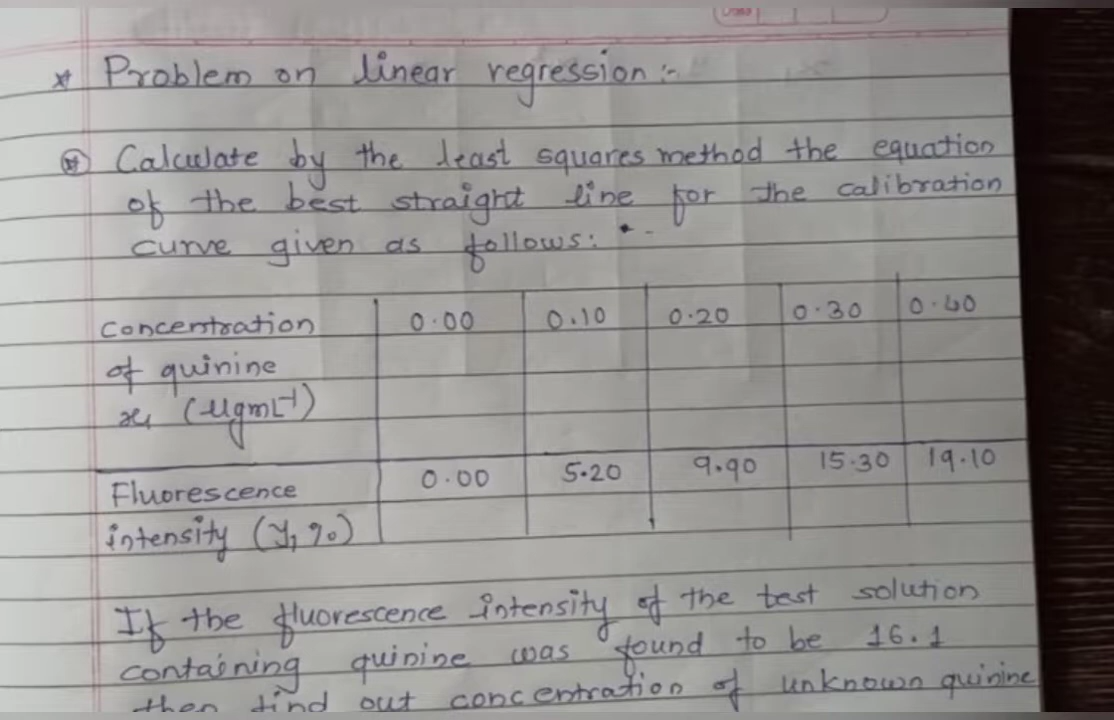 * Problem on linear regression :-
Calculate by the least squares method the equation
of the best straight line for the calibration
curve given as follows:
concentration 0.00 0.10 0.20 0.30 0.40
of quinine
(μgmL⁻¹)
Fluorescence 0.00 5.20 9.90 15.30 19.10
intensity (y, %)
If the fluorescence intensity of the test solution
containing quinine was found to be 16.1
then find out concentration of unknown quinine